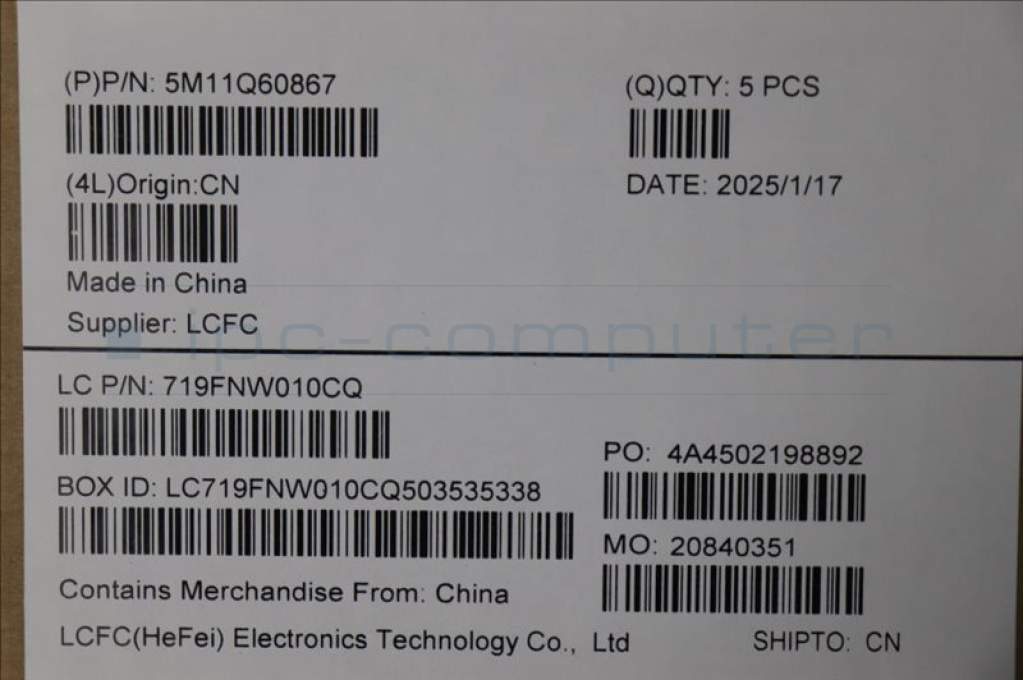 (P)P/N: 5M11Q60867
(Q)QTY: 5 PCS
(4L)Origin:CN
DATE: 2025/1/17
Made in China
Supplier: LCFC
ipc-computer
LC P/N: 719FNW010CQ
PO: 4A4502198892
BOX ID: LC719FNW010CQ503535338
MO: 20840351
Contains Merchandise From: China
LCFC(HeFei) Electronics Technology Co., Ltd
SHIPTO: CN